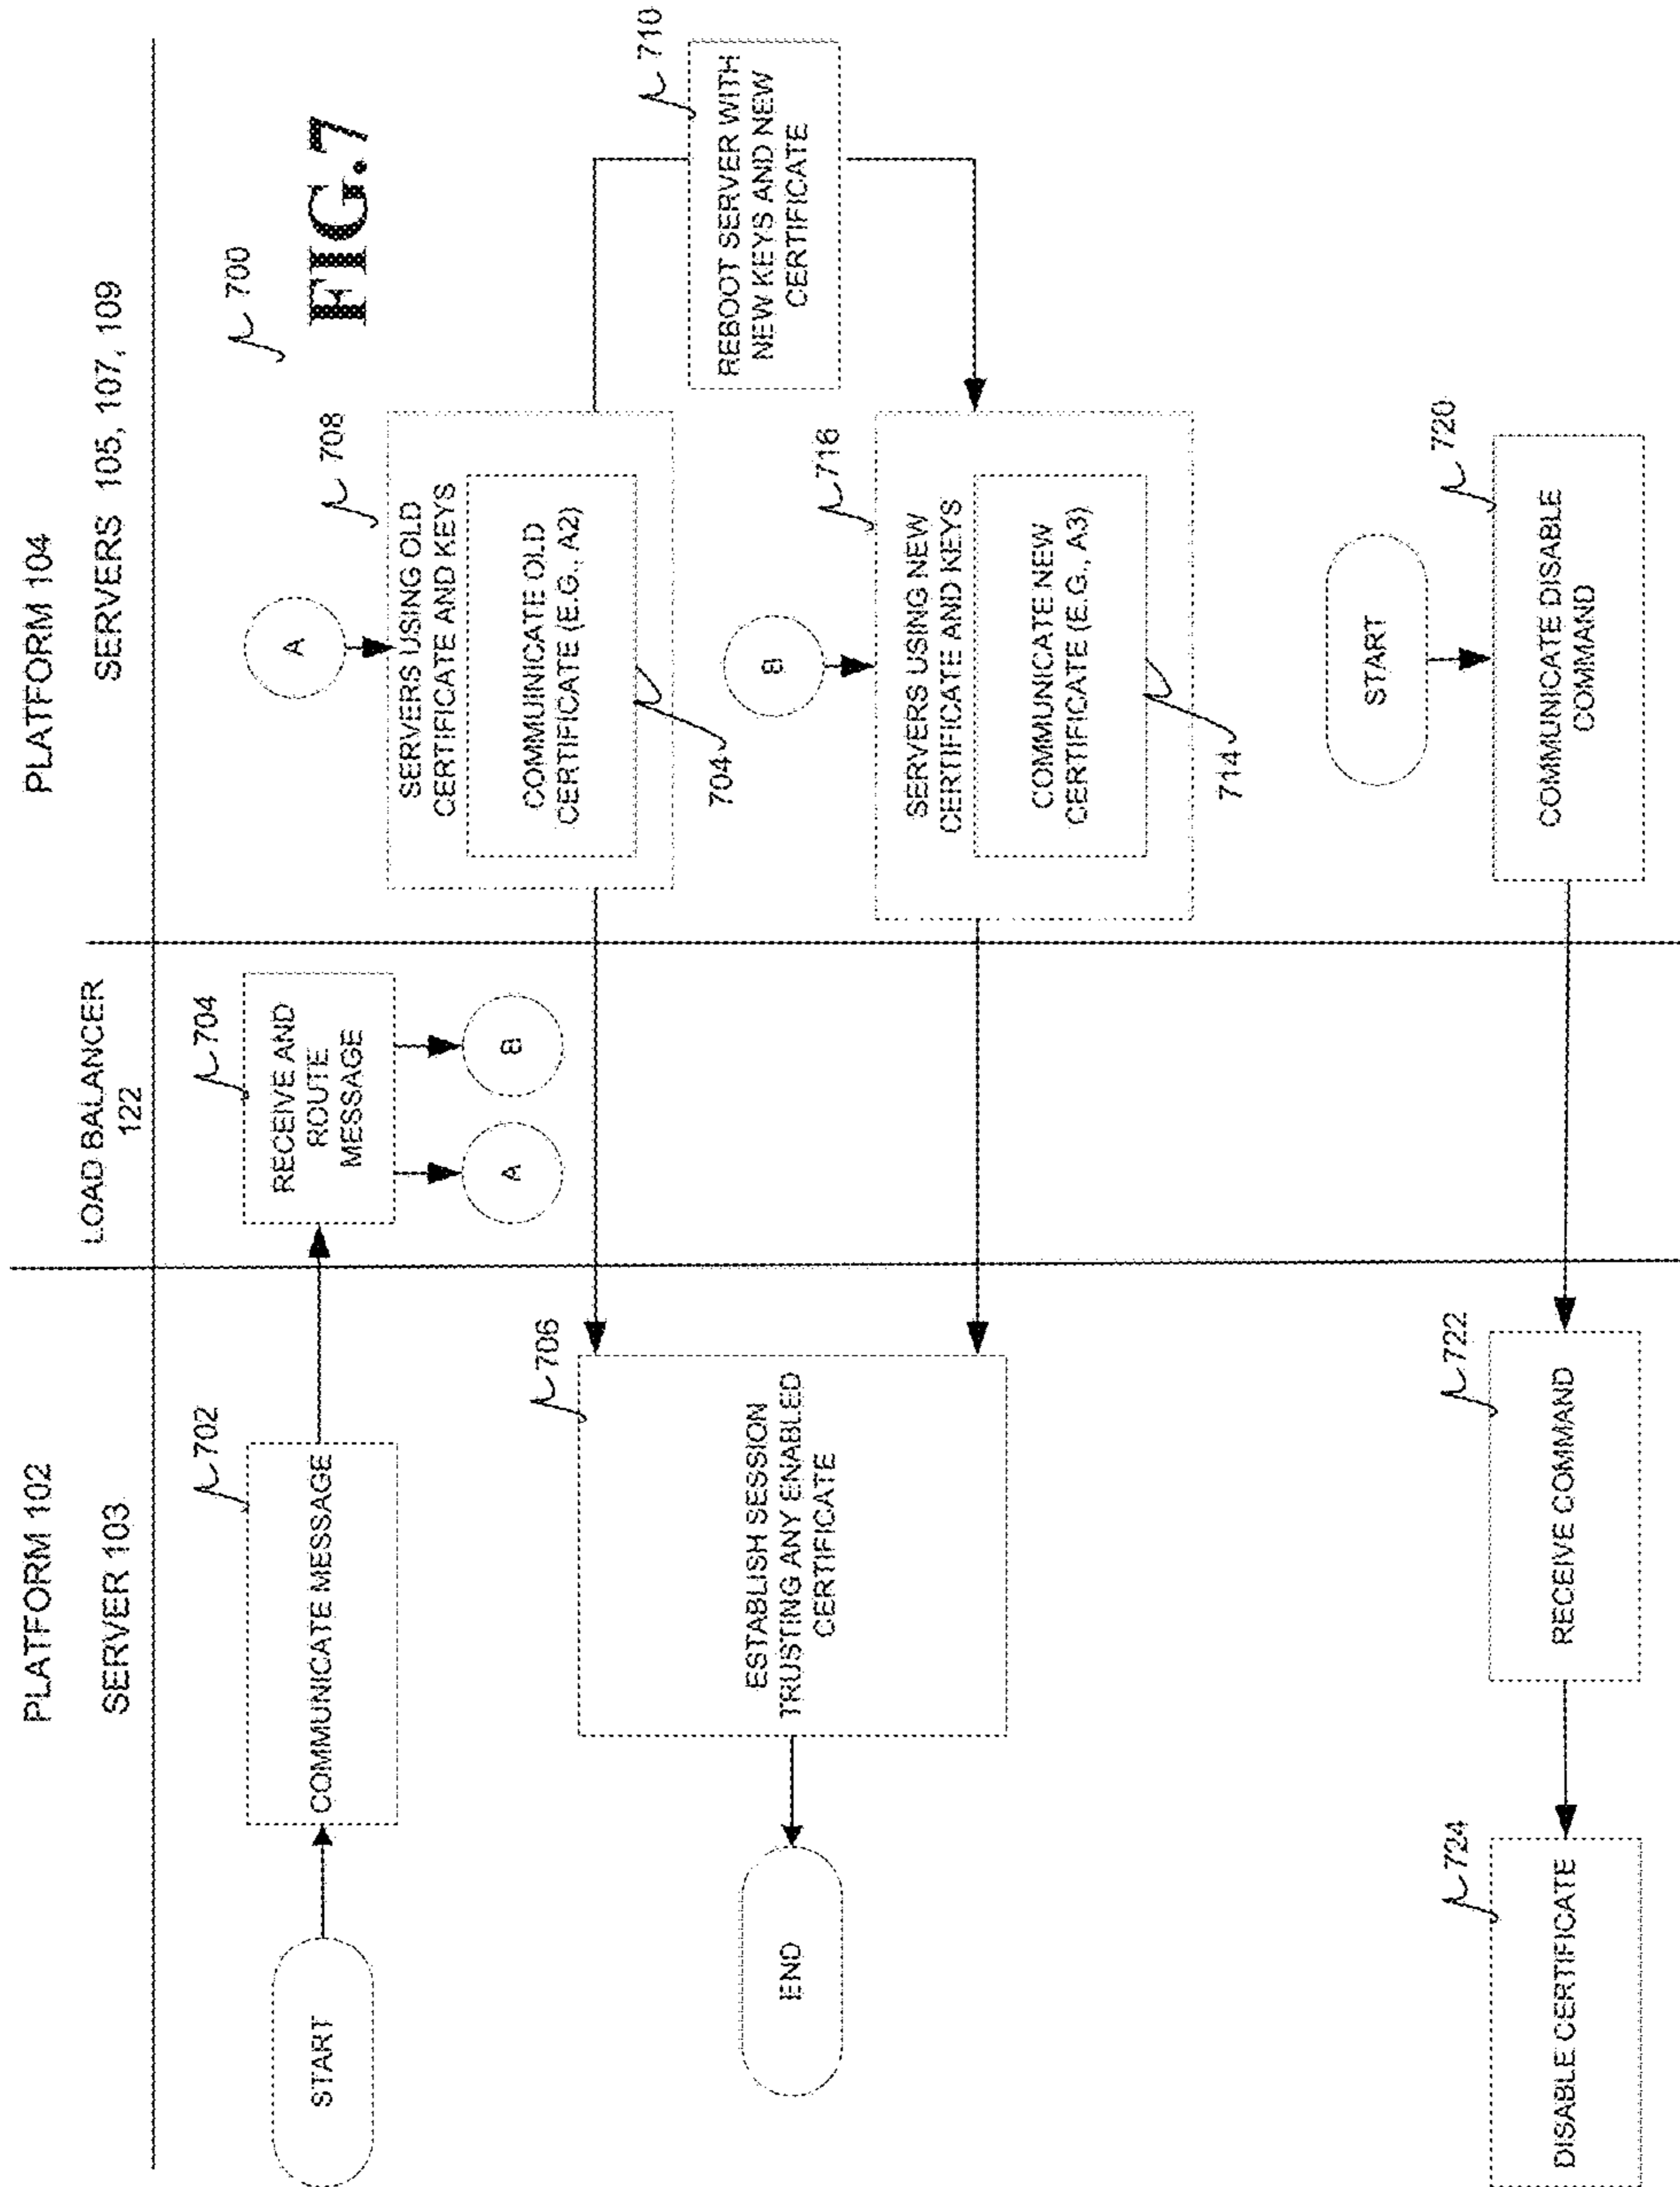 PLATFORM 102
PLATFORM 104
SERVER 103
LOAD BALANCER
122
SERVERS 105, 107, 109
700
FIG.7
START
702
COMMUNICATE MESSAGE
704
RECEIVE AND
ROUTE
MESSAGE
A
B
A
708
SERVERS USING OLD
CERTIFICATE AND KEYS
COMMUINICATE OLD
CERTIFICATE (E.G., A2)
704
710
REBOOT SERVER WITH
NEW KEYS AND NEW
CERTIFICATE
706
ESTABLISH SESSION
TRUSTING ANY ENABLED
CERTIFICATE
END
B
716
SERVERS USING NEW
CERTIFICATE AND KEYS
COMMUNICATE NEW
CERTIFICATE (E.G., A3)
714
START
720
COMMUNICATE DISABLE
COMMAND
722
RECEIVE COMMAND
724
DISABLE CERTIFICATE